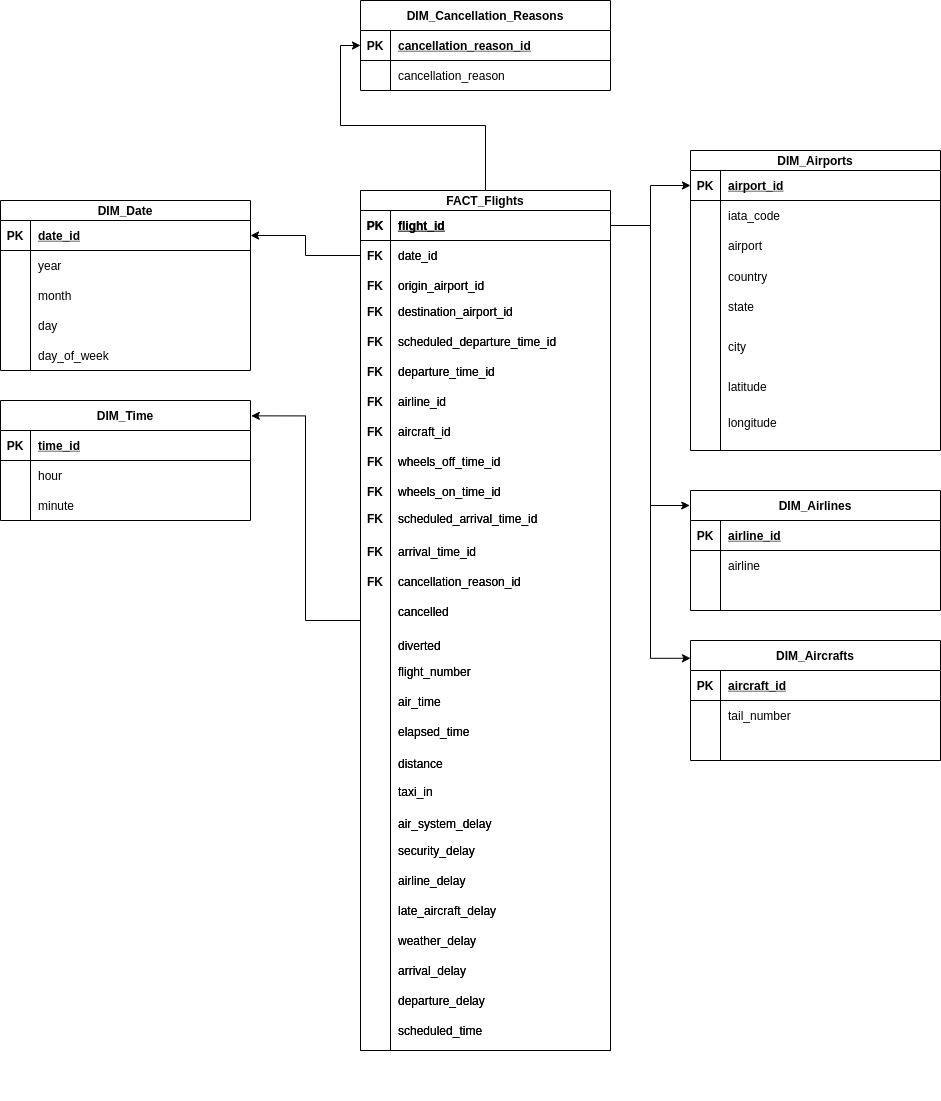 DIM_Cancellation_Reasons
PK cancellation_reason_id
cancellation_reason
DIM_Date
PK date_id
year
month
day
day_of_week
DIM_Time
PK time_id
hour
minute
FACT_Flights
PK flight_id
FK date_id
FK origin_airport_id
FK destination_airport_id
FK scheduled_departure_time_id
FK departure_time_id
FK airline_id
FK aircraft_id
FK wheels_off_time_id
FK wheels_on_time_id
FK scheduled_arrival_time_id
FK arrival_time_id
FK cancellation_reason_id
cancelled
diverted
flight_number
air_time
elapsed_time
distance
taxi_in
air_system_delay
security_delay
airline_delay
late_aircraft_delay
weather_delay
arrival_delay
departure_delay
scheduled_time
DIM_Airports
PK airport_id
iata_code
airport
country
state
city
latitude
longitude
DIM_Airlines
PK airline_id
airline
DIM_Aircrafts
PK aircraft_id
tail_number